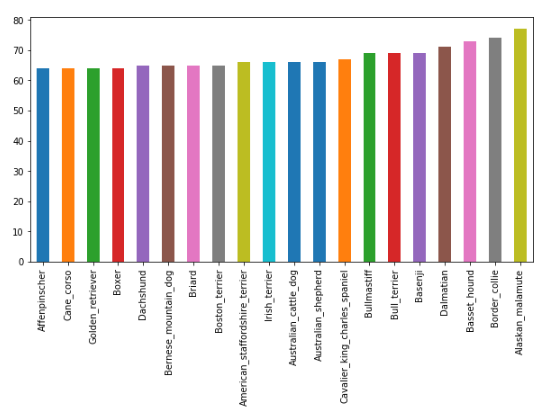 80
70
60
50
40
30
20
10
0
Affenpinscher
Cane_corso
Golden_retriever
Boxer
Dachshund
Bernese_mountain_dog
Briard
Boston_terrier
American_staffordshire_terrier
Irish_terrier
Australian_cattle_dog
Australian_shepherd
Cavalier_king_charles_spaniel
Bullmastiff
Bull_terrier
Basenji
Dalmatian
Basset_hound
Border_collie
Alaskan_malamute